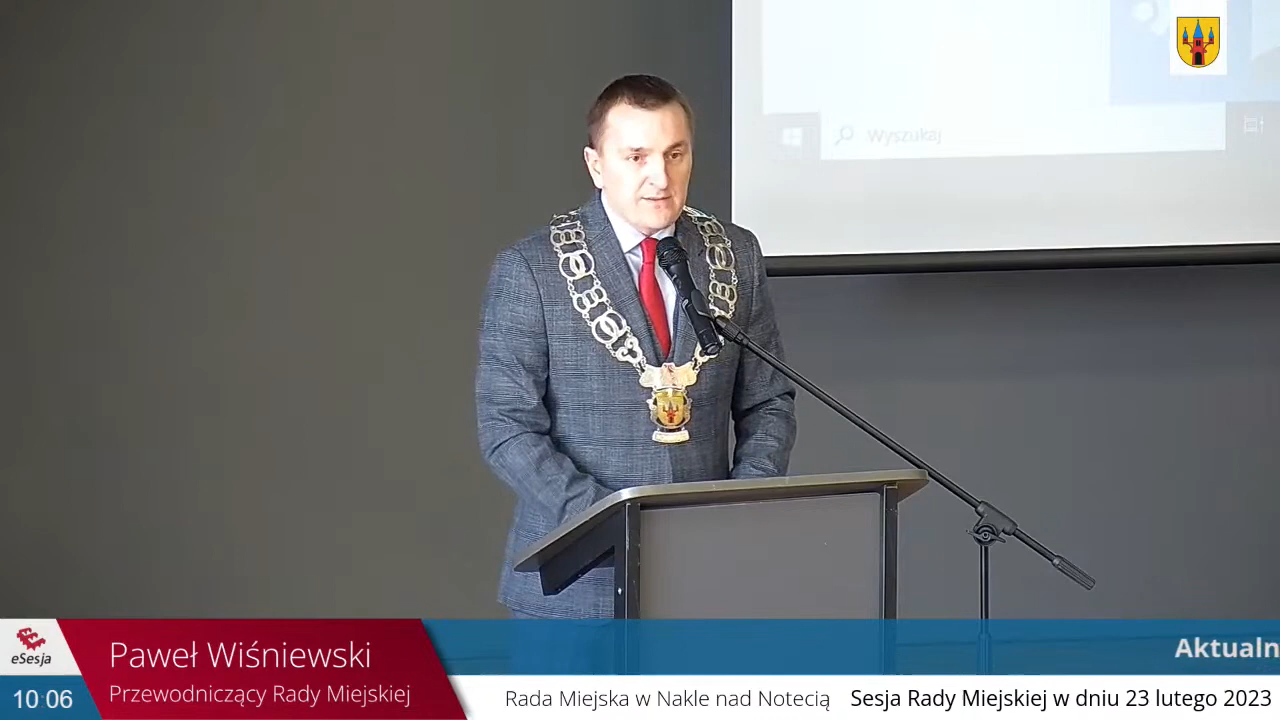 Wyszukaj
Paweł Wiśniewski
Przewodniczący Rady Miejskiej
Aktualn
eSesja
10:06
Rada Miejska w Nakle nad Notecią
Sesja Rady Miejskiej w dniu 23 lutego 2023